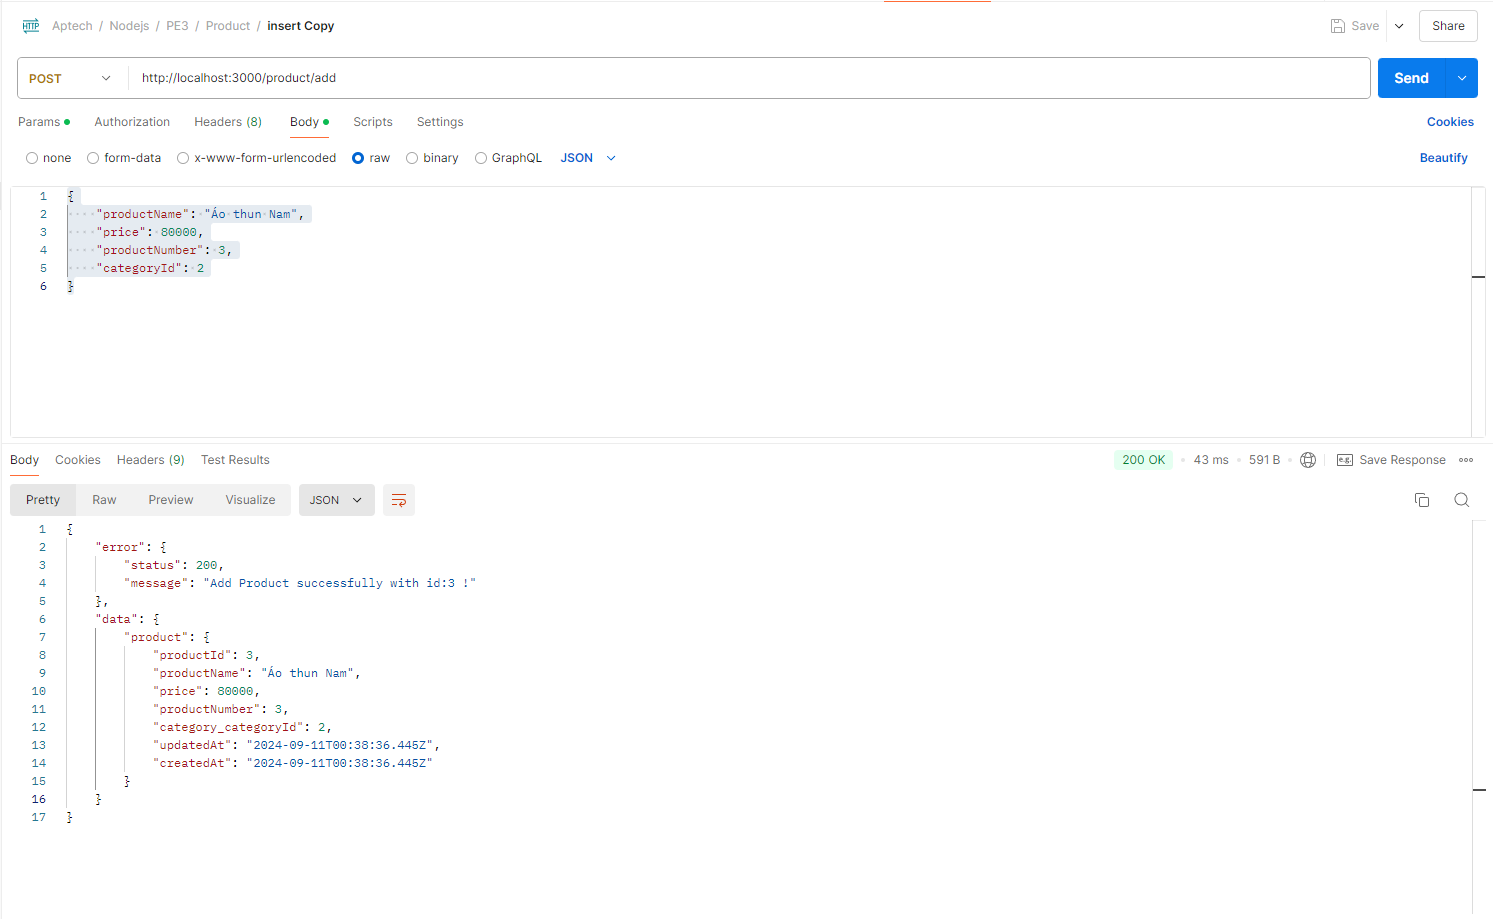 HTTP Aptech / Nodejs / PE3 / Product / insert Copy Save Share
POST http://localhost:3000/product/add Send
Params Authorization Headers (8) Body Scripts Settings Cookies
none form-data x-www-form-urlencoded raw binary GraphQL JSON Beautify
1 {
2 "productName": "Áo thun Nam",
3 "price": 80000,
4 "productNumber": 3,
5 "categoryId": 2
6 }
Body Cookies Headers (9) Test Results 200 OK 43 ms 591 B e.g. Save Response
Pretty Raw Preview Visualize JSON
1 {
2 "error": {
3 "status": 200,
4 "message": "Add Product successfully with id:3 !"
5 },
6 "data": {
7 "product": {
8 "productId": 3,
9 "productName": "Áo thun Nam",
10 "price": 80000,
11 "productNumber": 3,
12 "category_categoryId": 2,
13 "updatedAt": "2024-09-11T00:38:36.445Z",
14 "createdAt": "2024-09-11T00:38:36.445Z"
15 }
16 }
17 }